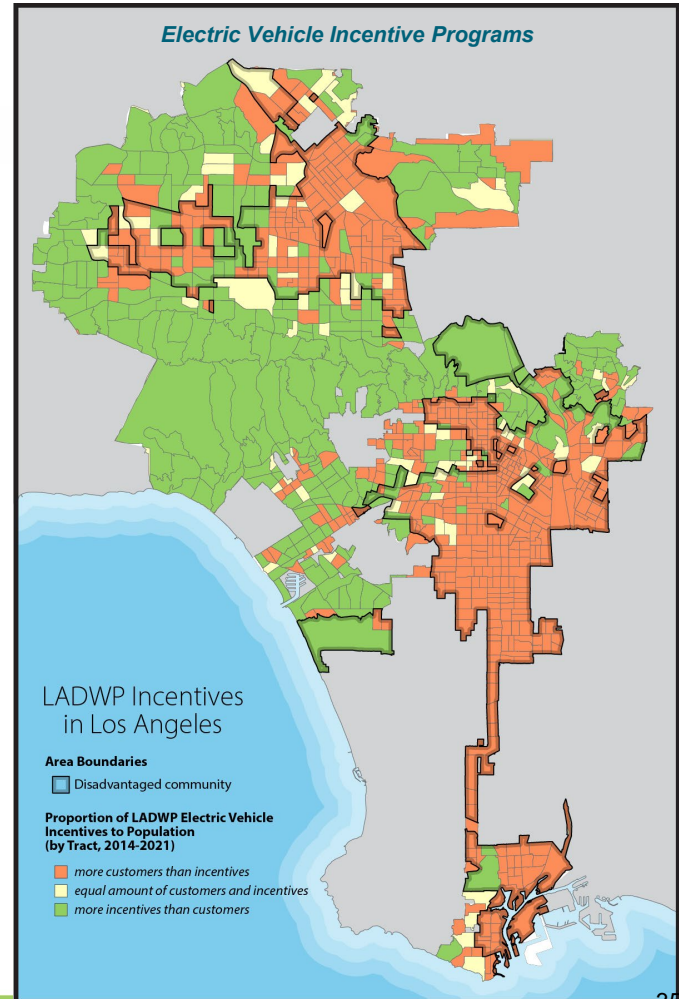 Electric Vehicle Incentive Programs
LADWP Incentives
in Los Angeles
Area Boundaries
Disadvantaged community
Proportion of LADWP Electric Vehicle
Incentives to Population
(by Tract, 2014-2021)
more customers than incentives
equal amount of customers and incentives
more incentives than customers